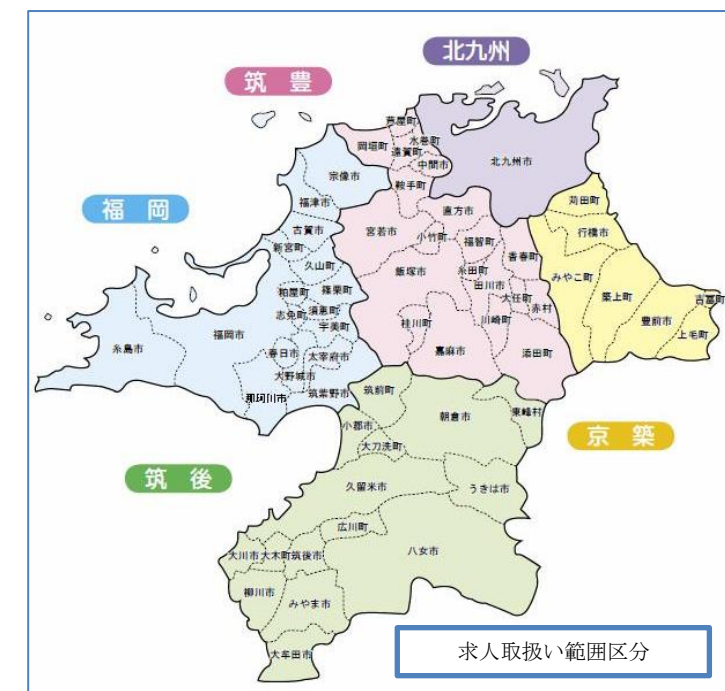 北九州
筑 豊
芦屋町
水巻町
岡垣町
遠賀町
中間市
北九州市
宗像市
鞍手町
福 岡
福津市
直方市
苅田町
古賀市
宮若市
小竹町
福智町
行橋市
新宮町
香春町
久山町
飯塚市
糸田町
みやこ町
粕屋町
篠栗町
田川市
大任町
築上町
吉富町
須恵町
赤村
志免町
宇美町
桂川町
川崎町
豊前市
福岡市
上毛町
糸島市
春日市
太宰府市
嘉麻市
添田町
大野城市
筑紫野市
那珂川市
筑前町
朝倉市
東峰村
小郡市
京 築
大刀洗町
筑 後
久留米市
うきは市
広川町
大川市
大木町
筑後市
八女市
柳川市
みやま市
大牟田市
求人取扱い範囲区分